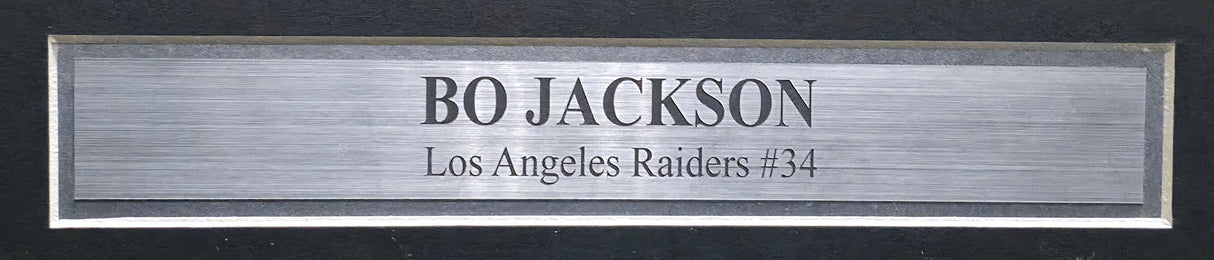 BO JACKSON
Los Angeles Raiders #34